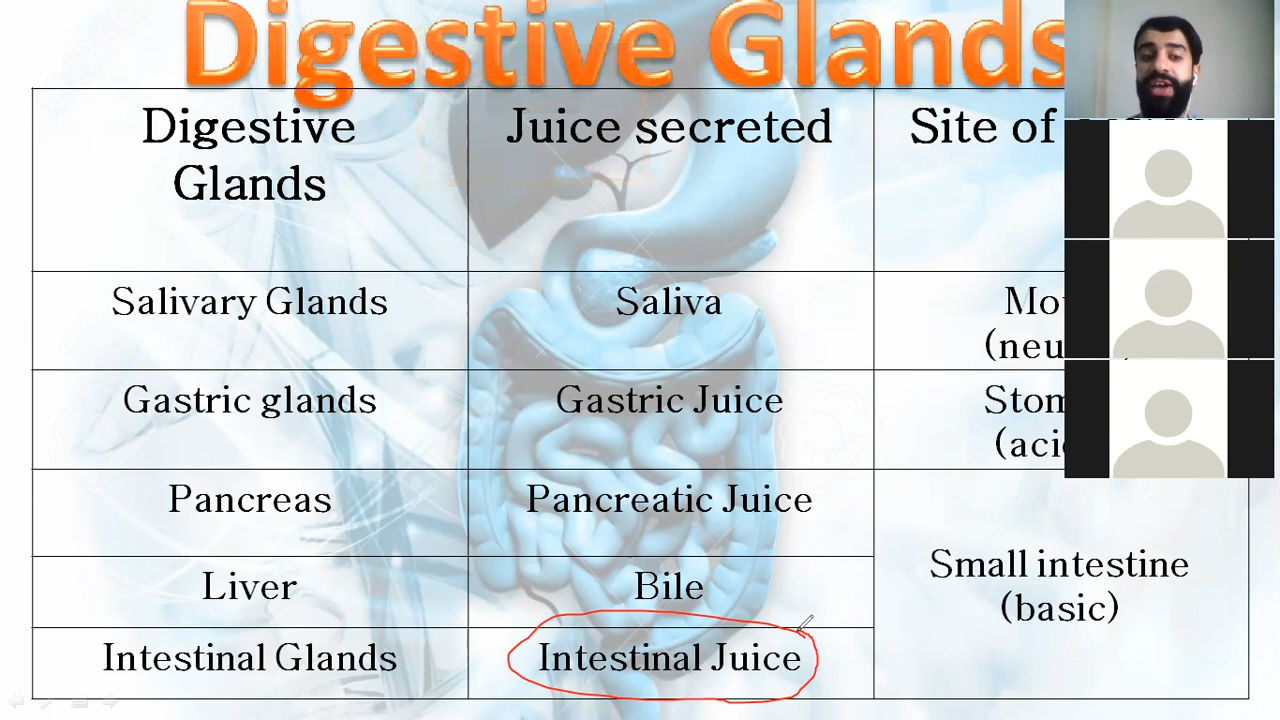 Digestive Glands
Digestive
Glands
Juice secreted
Site of
Salivary Glands
Saliva
Gastric glands
Gastric Juice
Pancreas
Pancreatic Juice
Liver
Bile
Small intestine
(basic)
Intestinal Glands
Intestinal Juice